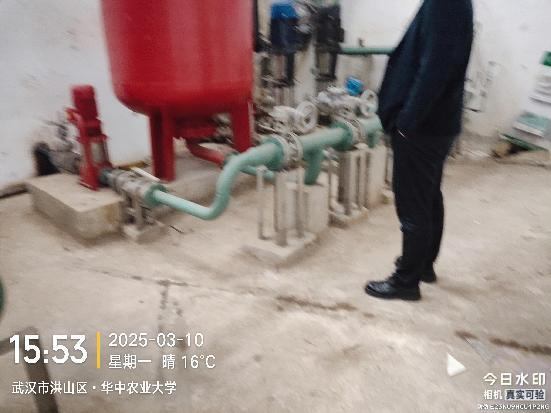 15:53
2025-03-10
星期一 晴 16°C
武汉市洪山区·华中农业大学
今日水印
相机 真实可验